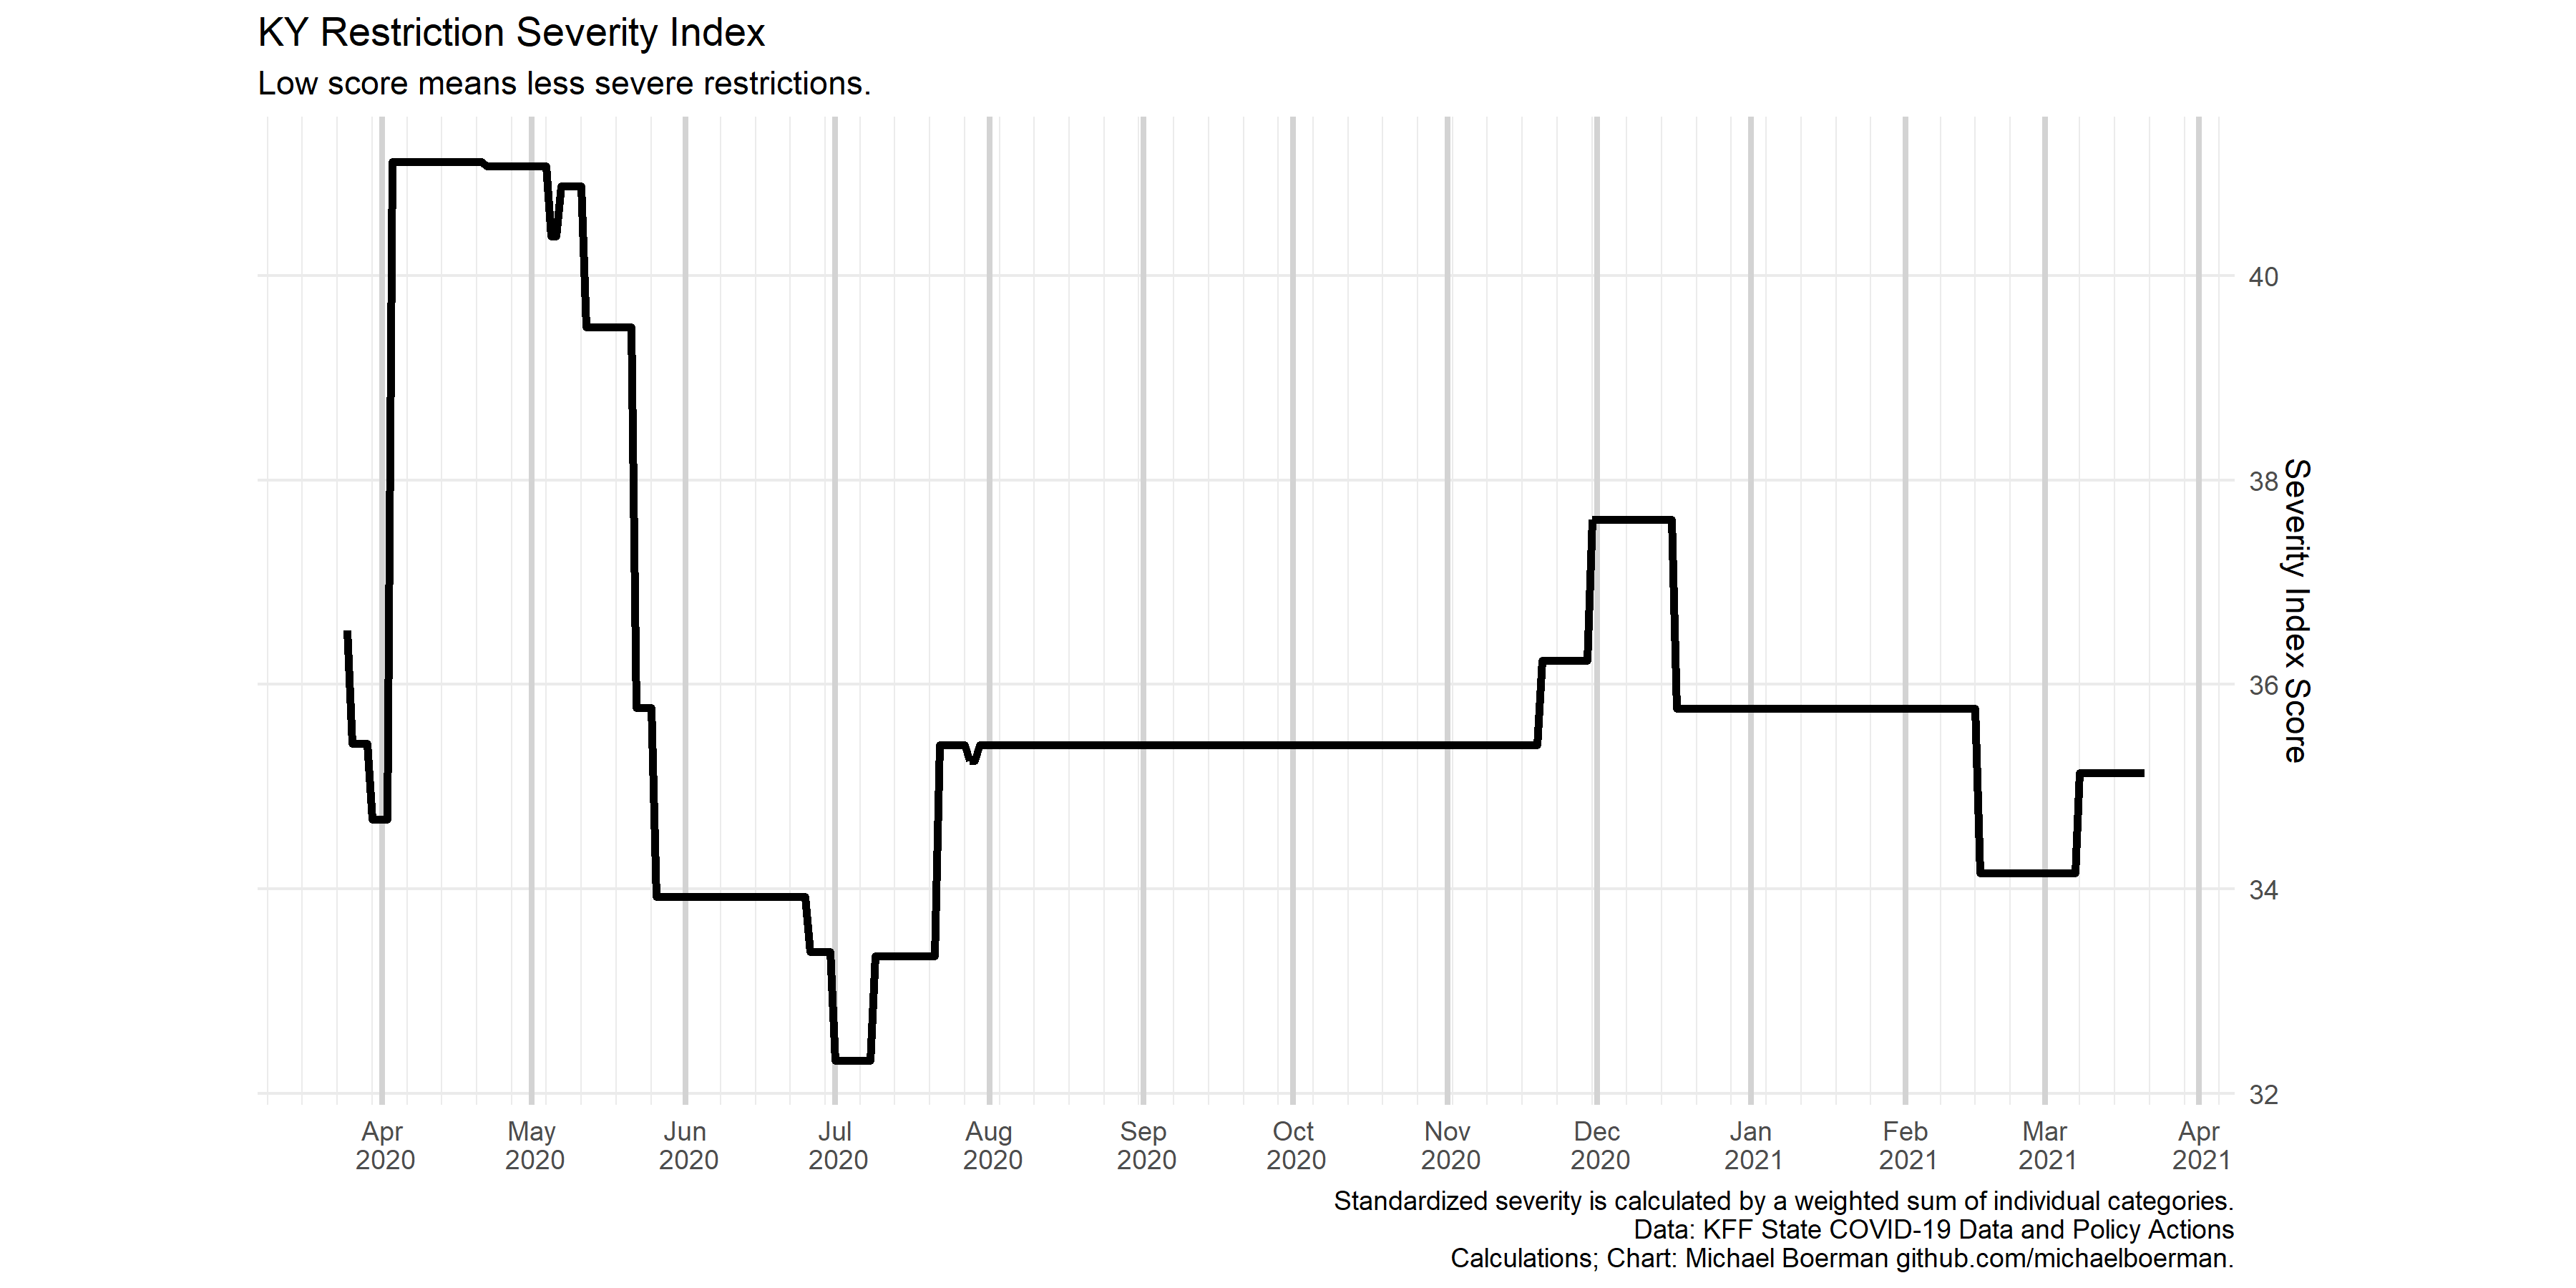 KY Restriction Severity Index
Low score means less severe restrictions.
40
38
36
34
32
Severity Index Score
Apr May Jun Jul Aug Sep Oct Nov Dec Jan Feb Mar Apr
2020 2020 2020 2020 2020 2020 2020 2020 2020 2021 2021 2021 2021
Standardized severity is calculated by a weighted sum of individual categories.
Data: KFF State COVID-19 Data and Policy Actions
Calculations; Chart: Michael Boerman github.com/michaelboerman.